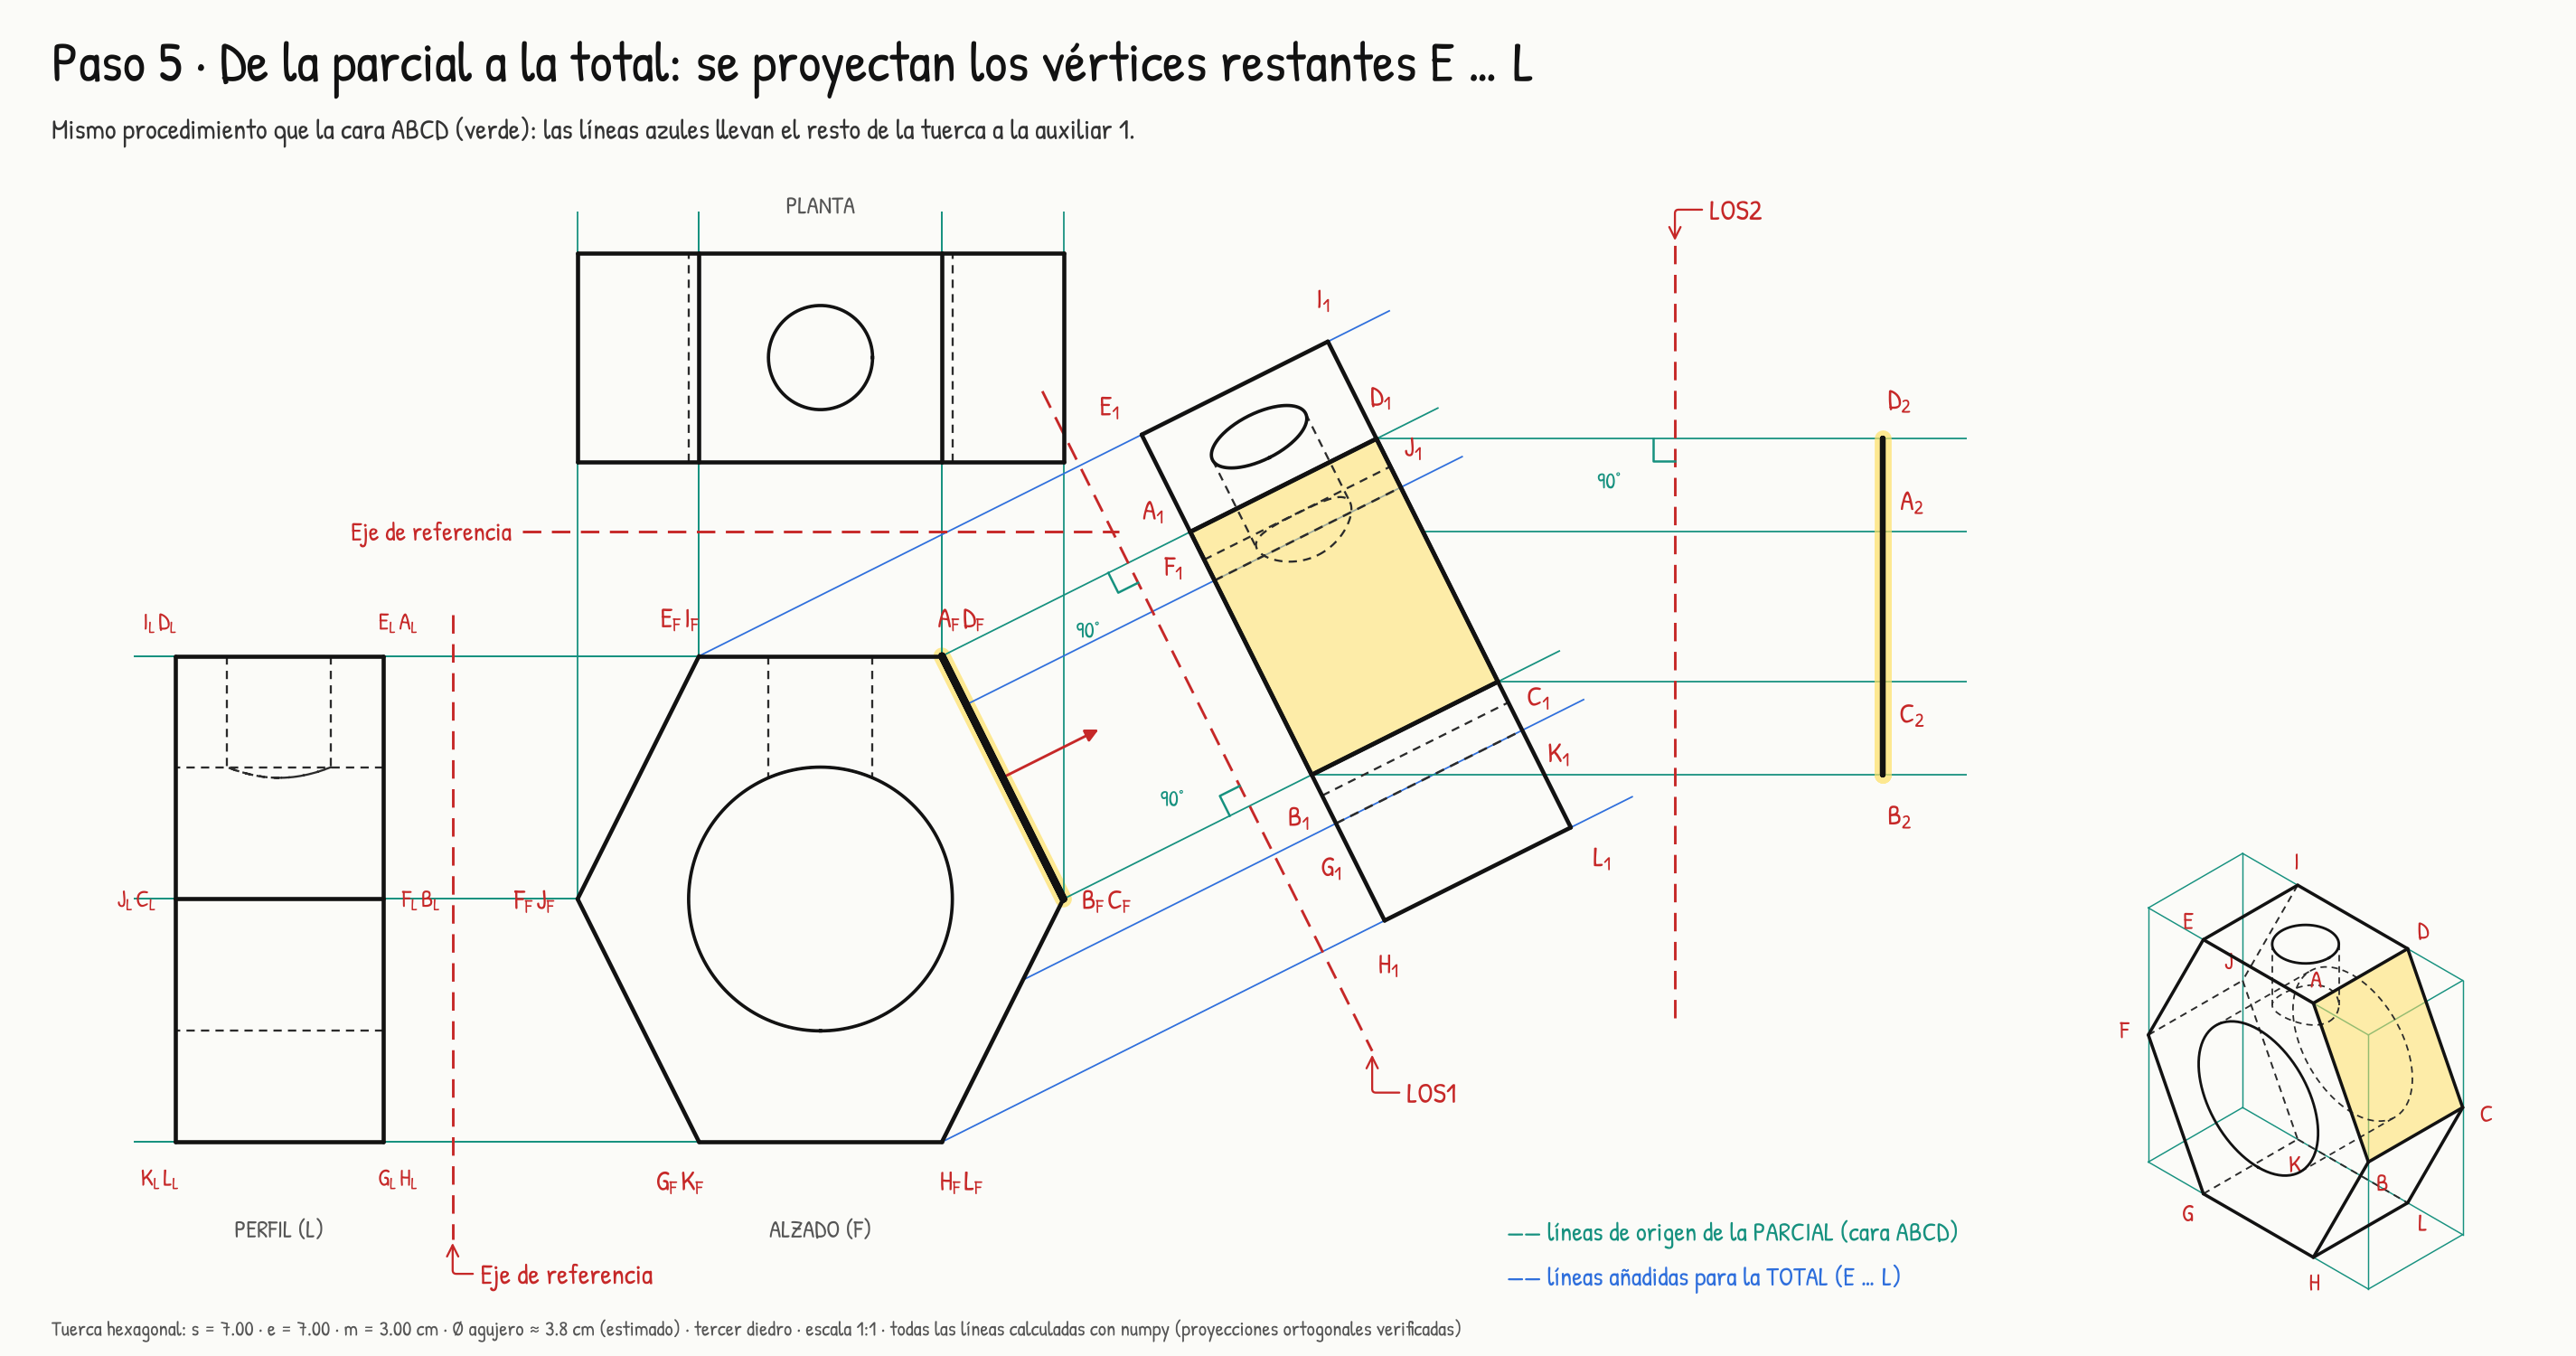 Paso 5 · De la parcial a la total: se proyectan los vértices restantes E ... L
Mismo procedimiento que la cara ABCD (verde): las líneas azules llevan el resto de la tuerca a la auxiliar 1.
PLANTA
LOS2
I1
E1
D1
D2
J1
90°
A1
A2
Eje de referencia
F1
IL DL
EL AL
EF IF
AF DF
90°
C1
C2
K1
90°
B1
B2
L1
G1
JL CL
FL BL
FF JF
BF CF
H1
LOS1
KL LL
GL HL
GF KF
HF LF
PERFIL (L)
ALZADO (F)
Eje de referencia
I
E
D
J
A
F
C
K
B
G
L
H
—— líneas de origen de la PARCIAL (cara ABCD)
—— líneas añadidas para la TOTAL (E ... L)
Tuerca hexagonal: s = 7.00 · e = 7.00 · m = 3.00 cm · Ø agujero ≈ 3.8 cm (estimado) · tercer diedro · escala 1:1 · todas las líneas calculadas con numpy (proyecciones ortogonales verificadas)